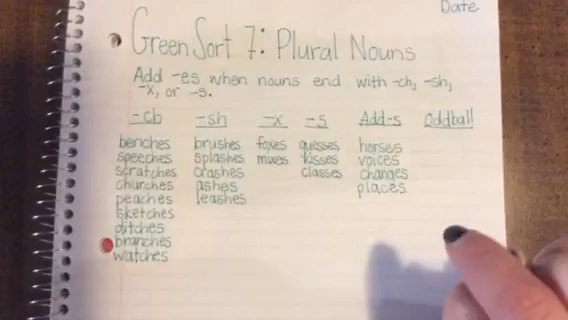 Date
Green Sort 7: Plural Nouns
Add -es when nouns end with -ch, -sh,
-x, or -s.
-ch -sh -x -s Add-s Oddball
benches brushes foxes guesses horses
speeches splashes mixes kisses voices
scratches crashes classes changes
churches ashes places
peaches leashes
sketches
ditches
branches
watches